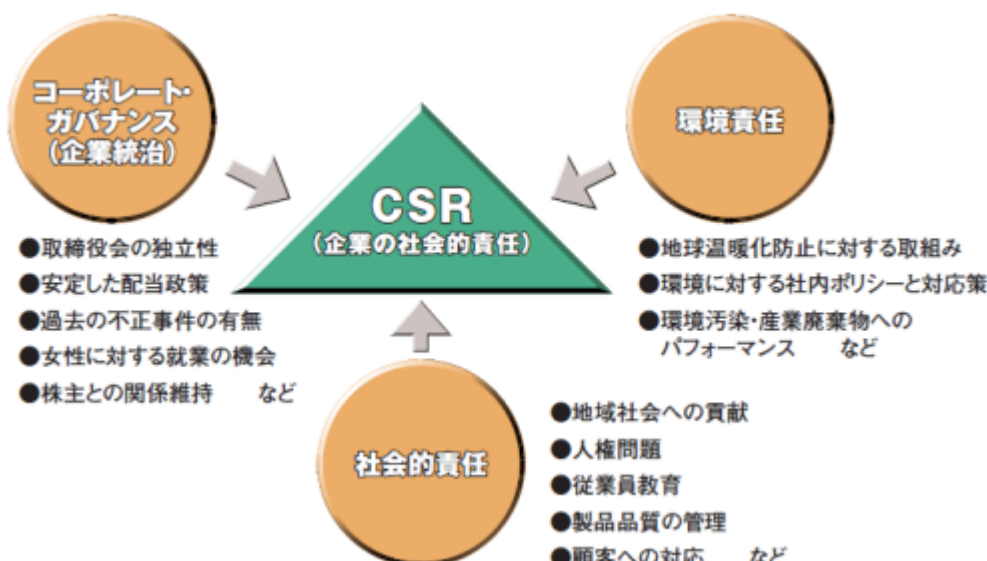 コーポレート・
ガバナンス
(企業統治)
●取締役会の独立性
●安定した配当政策
●過去の不正事件の有無
●女性に対する就業の機会
●株主との関係維持 など
CSR
(企業の社会的責任)
環境責任
●地球温暖化防止に対する取組み
●環境に対する社内ポリシーと対応策
●環境汚染・産業廃棄物への
パフォーマンス など
社会的責任
●地域社会への貢献
●人権問題
●従業員教育
●製品品質の管理
●顧客への対応 など